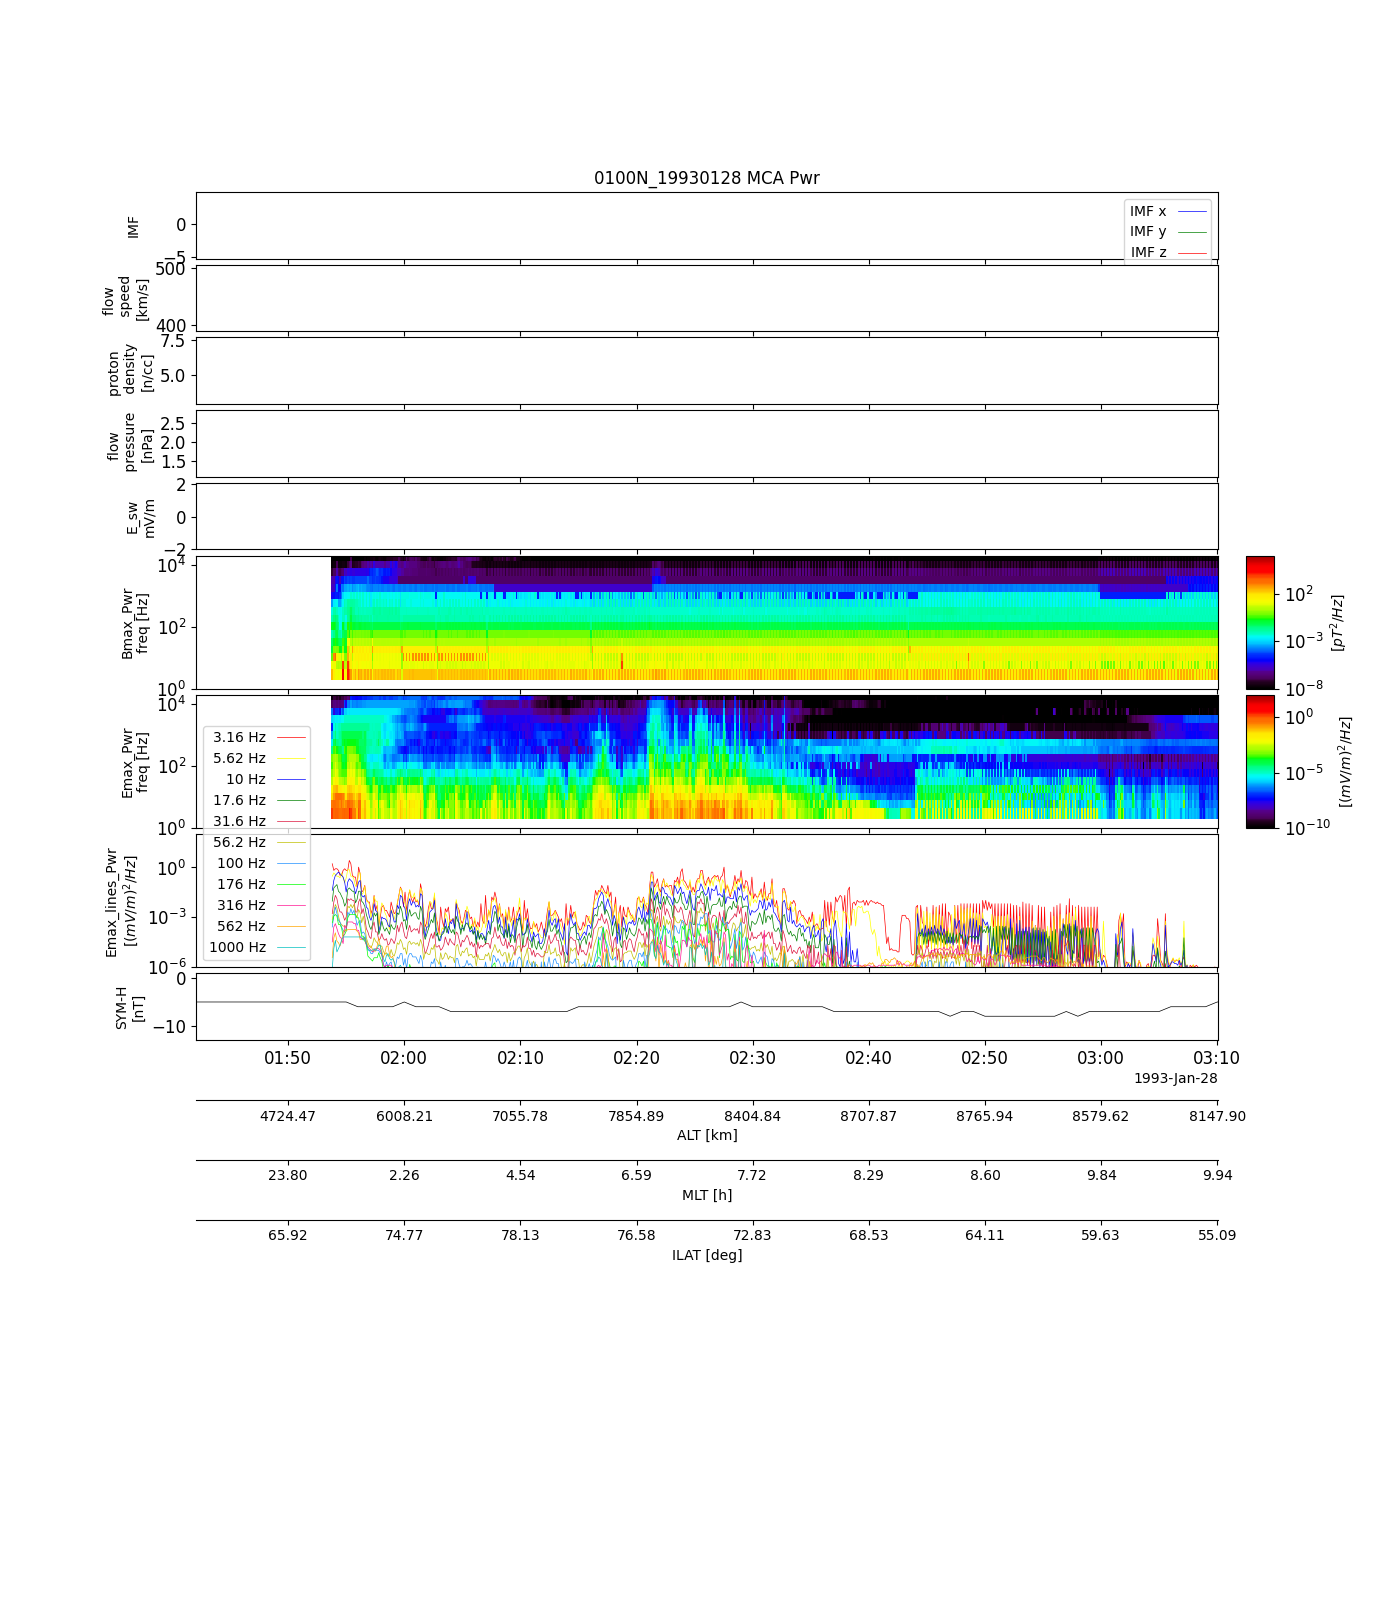 0100N_19930128 MCA Pwr
IMF
0
−5
IMF x
IMF y
IMF z
flow
speed
[km/s]
500
400
proton
density
[n/cc]
7.5
5.0
flow
pressure
[nPa]
2.5
2.0
1.5
E_sw
mV/m
2
0
−2
Bmax_Pwr
freq [Hz]
10^4
10^2
10^0
10^2
10^−3
10^−8
[pT^2/Hz]
Emax_Pwr
freq [Hz]
10^4
10^2
10^0
10^0
10^−5
10^−10
[(mV/m)^2/Hz]
3.16 Hz
5.62 Hz
10 Hz
17.6 Hz
31.6 Hz
56.2 Hz
100 Hz
176 Hz
316 Hz
562 Hz
1000 Hz
Emax_lines_Pwr
[(mV/m)^2/Hz]
10^0
10^−3
10^−6
SYM-H
[nT]
0
−10
01:50 02:00 02:10 02:20 02:30 02:40 02:50 03:00 03:10
1993-Jan-28
4724.47 6008.21 7055.78 7854.89 8404.84 8707.87 8765.94 8579.62 8147.90
ALT [km]
23.80 2.26 4.54 6.59 7.72 8.29 8.60 9.84 9.94
MLT [h]
65.92 74.77 78.13 76.58 72.83 68.53 64.11 59.63 55.09
ILAT [deg]